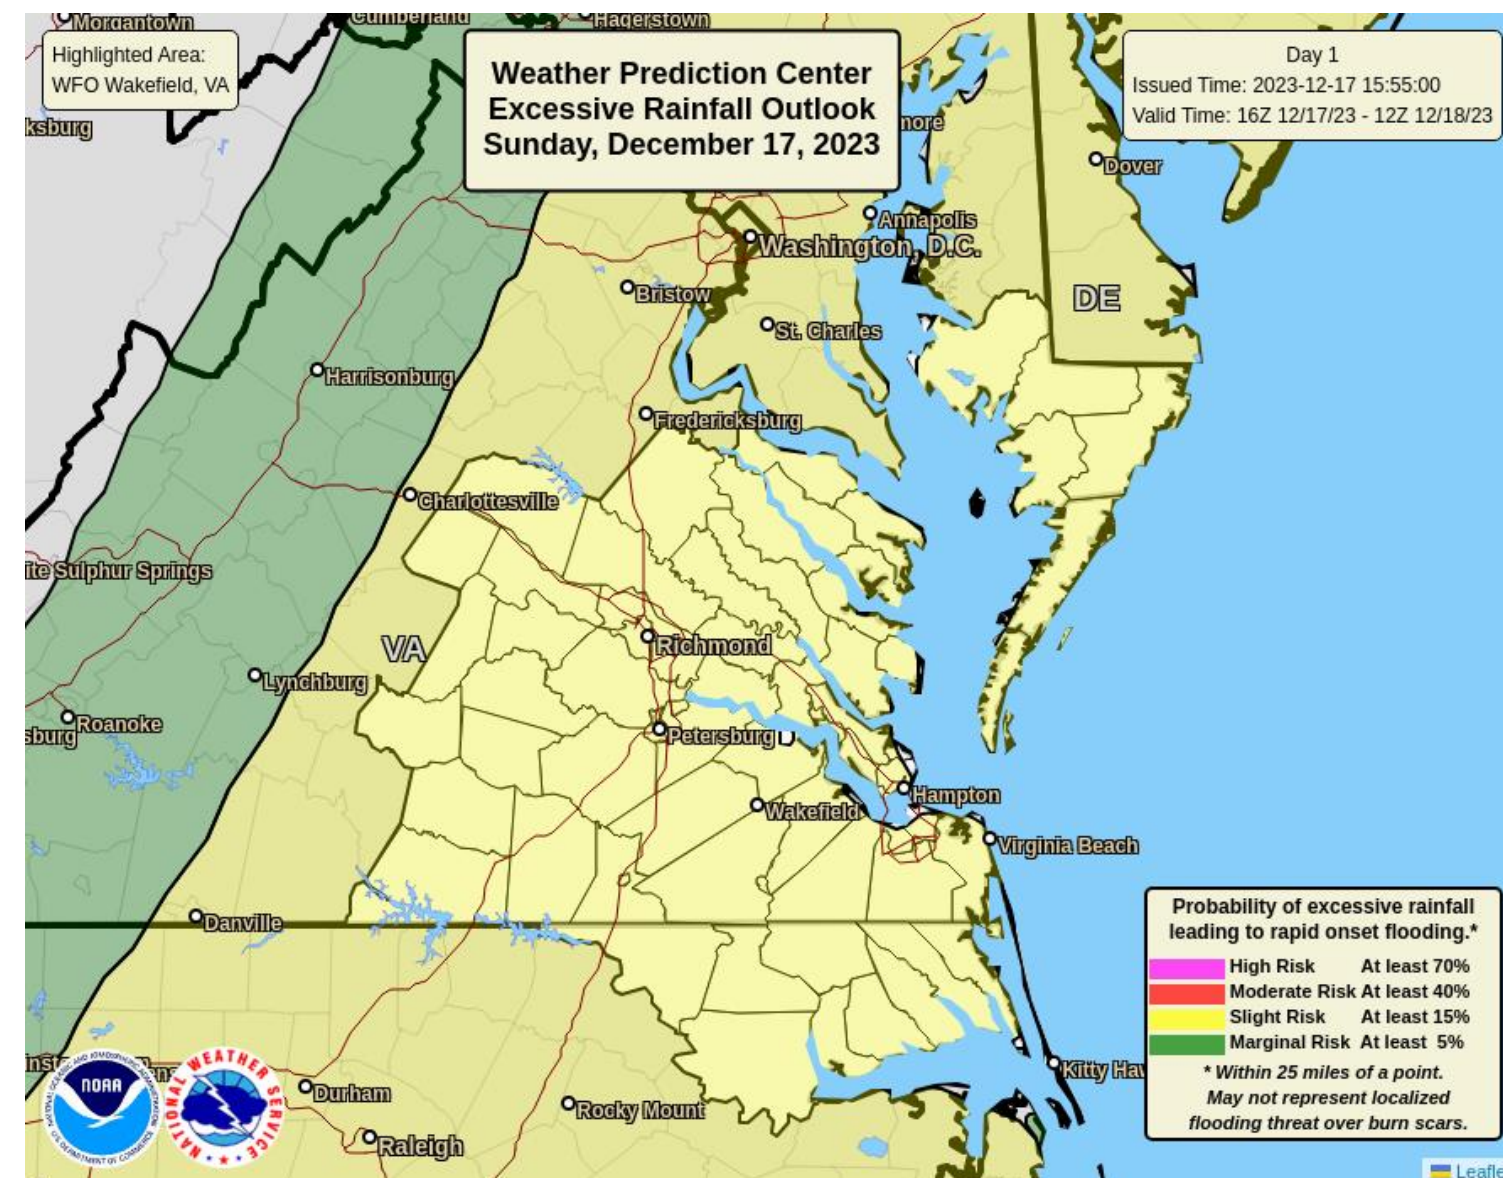 Morgantown
Cumberland
Hagerstown
Highlighted Area:
WFO Wakefield, VA
Weather Prediction Center
Excessive Rainfall Outlook
Sunday, December 17, 2023
Day 1
Issued Time: 2023-12-17 15:55:00
Valid Time: 16Z 12/17/23 - 12Z 12/18/23
ksburg
more
Dover
Annapolis
Washington, D.C.
Bristow
DE
St. Charles
Harrisonburg
Fredericksburg
Charlottesville
ite Sulphur Springs
VA
Richmond
Lynchburg
Roanoke
sburg
Petersburg
Hampton
Wakefield
Virginia Beach
Danville
Probability of excessive rainfall
leading to rapid onset flooding.*
High Risk At least 70%
Moderate Risk At least 40%
Slight Risk At least 15%
Marginal Risk At least 5%
* Within 25 miles of a point.
May not represent localized
flooding threat over burn scars.
Kitty Haw
Durham
Rocky Mount
Raleigh
NOAA
NATIONAL WEATHER SERVICE
Leafle